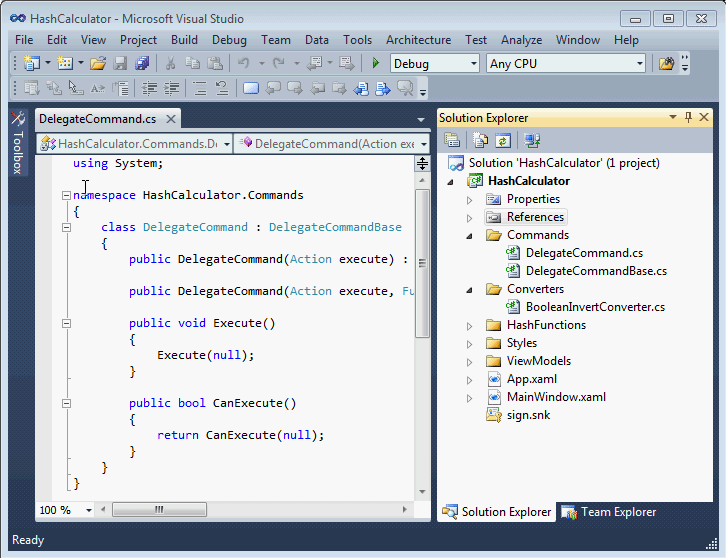 HashCalculator - Microsoft Visual Studio
File Edit View Project Build Debug Team Data Tools Architecture Test Analyze Window Help
Debug Any CPU
Toolbox
DelegateCommand.cs
HashCalculator.Commands.D DelegateCommand(Action exe
using System;
namespace HashCalculator.Commands
{
class DelegateCommand : DelegateCommandBase
{
public DelegateCommand(Action execute) :
public DelegateCommand(Action execute, Fu
public void Execute()
{
Execute(null);
}
public bool CanExecute()
{
return CanExecute(null);
}
}
}
100 %
Solution Explorer
Solution 'HashCalculator' (1 project)
HashCalculator
Properties
References
Commands
DelegateCommand.cs
DelegateCommandBase.cs
Converters
BooleanInvertConverter.cs
HashFunctions
Styles
ViewModels
App.xaml
MainWindow.xaml
sign.snk
Solution Explorer Team Explorer
Ready